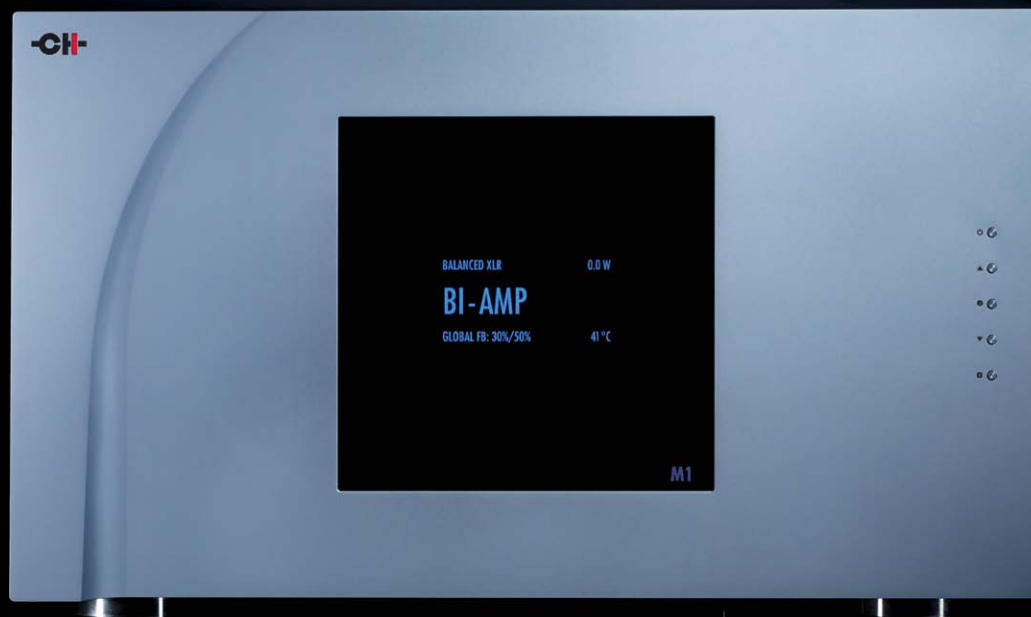 CH
BALANCED XLR 0.0 W
BI-AMP
GLOBAL FB: 30%/50% 41°C
M1